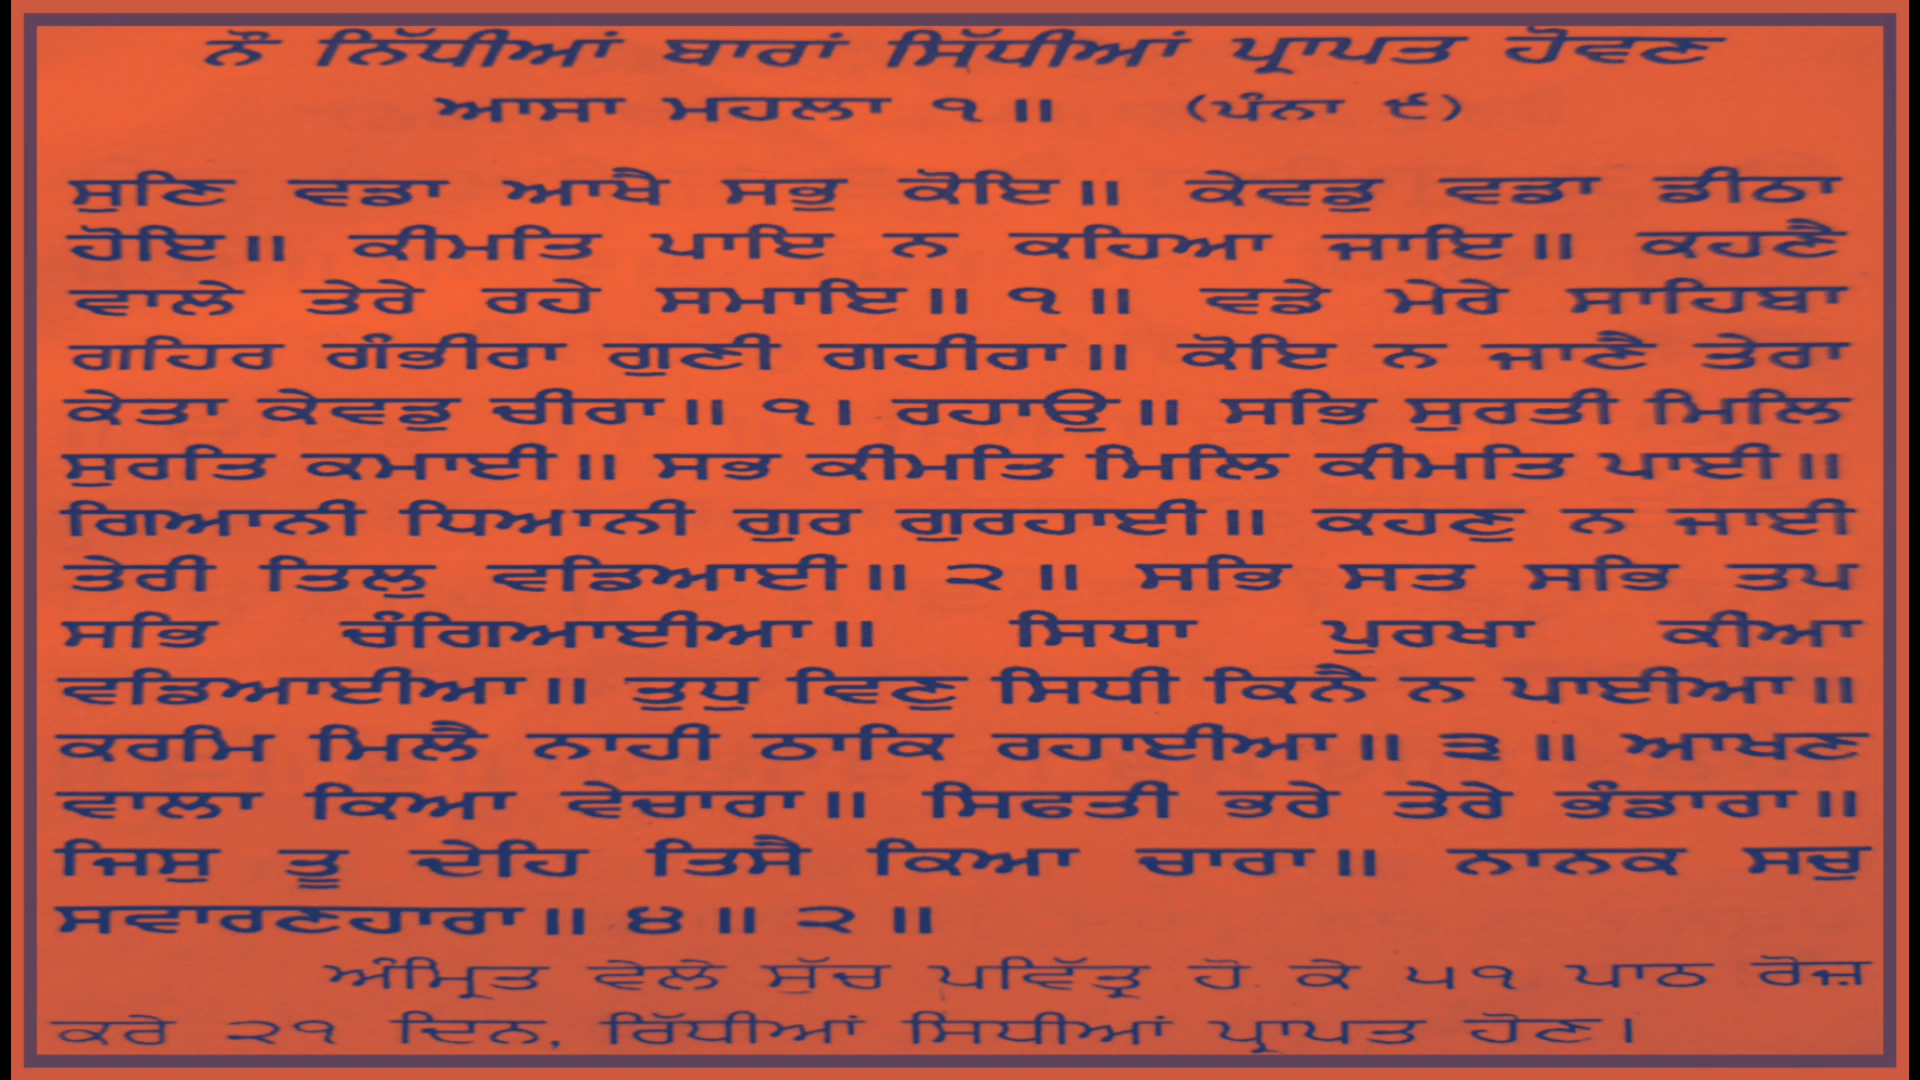 ਨੌ ਨਿੱਧੀਆਂ ਬਾਰਾਂ ਸਿੱਧੀਆਂ ਪ੍ਰਾਪਤ ਹੋਵਣ
ਆਸਾ ਮਹਲਾ ੧ ॥ (ਪੰਨਾ ੯)
ਸੁਣਿ ਵਡਾ ਆਖੈ ਸਭੁ ਕੋਇ॥ ਕੇਵਡੁ ਵਡਾ ਡੀਠਾ
ਹੋਇ॥ ਕੀਮਤਿ ਪਾਇ ਨ ਕਹਿਆ ਜਾਇ॥ ਕਹਣੈ
ਵਾਲੇ ਤੇਰੇ ਰਹੇ ਸਮਾਇ॥ ੧ ॥ ਵਡੇ ਮੇਰੇ ਸਾਹਿਬਾ
ਗਹਿਰ ਗੰਭੀਰਾ ਗੁਣੀ ਗਹੀਰਾ॥ ਕੋਇ ਨ ਜਾਣੈ ਤੇਰਾ
ਕੇਤਾ ਕੇਵਡੁ ਚੀਰਾ॥ ੧। ਰਹਾਉ॥ ਸਭਿ ਸੁਰਤੀ ਮਿਲਿ
ਸੁਰਤਿ ਕਮਾਈ॥ ਸਭ ਕੀਮਤਿ ਮਿਲਿ ਕੀਮਤਿ ਪਾਈ॥
ਗਿਆਨੀ ਧਿਆਨੀ ਗੁਰ ਗੁਰਹਾਈ॥ ਕਹਣੁ ਨ ਜਾਈ
ਤੇਰੀ ਤਿਲੁ ਵਡਿਆਈ॥ ੨ ॥ ਸਭਿ ਸਤ ਸਭਿ ਤਪ
ਸਭਿ ਚੰਗਿਆਈਆ॥ ਸਿਧਾ ਪੁਰਖਾ ਕੀਆ
ਵਡਿਆਈਆ॥ ਤੁਧੁ ਵਿਣੁ ਸਿਧੀ ਕਿਨੈ ਨ ਪਾਈਆ॥
ਕਰਮਿ ਮਿਲੈ ਨਾਹੀ ਠਾਕਿ ਰਹਾਈਆ॥ ੩ ॥ ਆਖਣ
ਵਾਲਾ ਕਿਆ ਵੇਚਾਰਾ॥ ਸਿਫਤੀ ਭਰੇ ਤੇਰੇ ਭੰਡਾਰਾ॥
ਜਿਸੁ ਤੂ ਦੇਹਿ ਤਿਸੈ ਕਿਆ ਚਾਰਾ॥ ਨਾਨਕ ਸਚੁ
ਸਵਾਰਣਹਾਰਾ॥ ੪ ॥ ੨ ॥
ਅੰਮ੍ਰਿਤ ਵੇਲੇ ਸੁੱਚ ਪਵਿੱਤ੍ਰ ਹੋ ਕੇ ੫੧ ਪਾਠ ਰੋਜ਼
ਕਰੇ ੨੧ ਦਿਨ, ਰਿੱਧੀਆਂ ਸਿਧੀਆਂ ਪ੍ਰਾਪਤ ਹੋਣ।